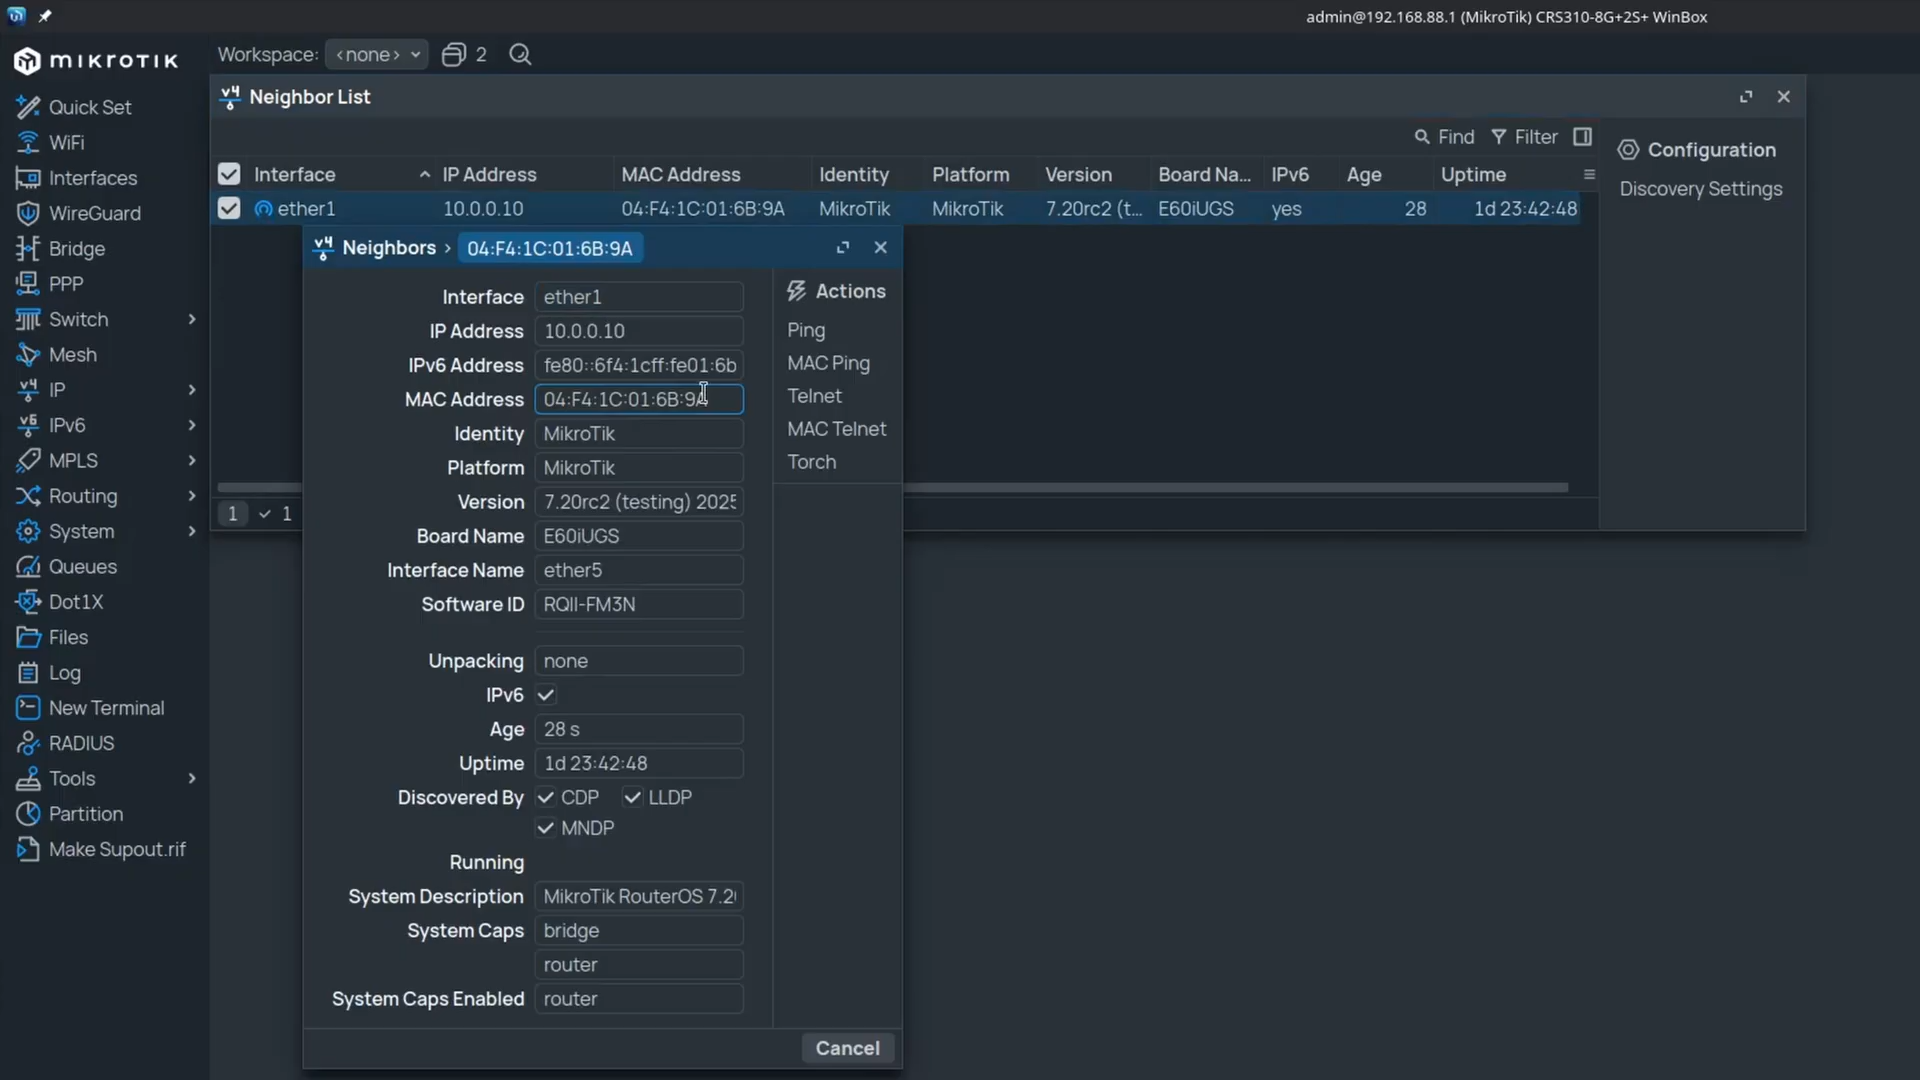 admin@192.168.88.1 (MikroTik) CRS310-8G+2S+ WinBox
MikroTik
Workspace: <none> 2
Quick Set
WiFi
Interfaces
WireGuard
Bridge
PPP
Switch
Mesh
IP
IPv6
MPLS
Routing
System
Queues
Dot1X
Files
Log
New Terminal
RADIUS
Tools
Partition
Make Supout.rif
Neighbor List
Find Filter
Interface IP Address MAC Address Identity Platform Version Board Na... IPv6 Age Uptime
ether1 10.0.0.10 04:F4:1C:01:6B:9A MikroTik MikroTik 7.20rc2 (t... E60iUGS yes 28 1d 23:42:48
1 1
Configuration
Discovery Settings
Neighbors > 04:F4:1C:01:6B:9A
Interface ether1
IP Address 10.0.0.10
IPv6 Address fe80::6f4:1cff:fe01:6b
MAC Address 04:F4:1C:01:6B:9A
Identity MikroTik
Platform MikroTik
Version 7.20rc2 (testing) 2025
Board Name E60iUGS
Interface Name ether5
Software ID RQII-FM3N
Unpacking none
IPv6
Age 28 s
Uptime 1d 23:42:48
Discovered By CDP LLDP
MNDP
Running
System Description MikroTik RouterOS 7.2
System Caps bridge
router
System Caps Enabled router
Actions
Ping
MAC Ping
Telnet
MAC Telnet
Torch
Cancel